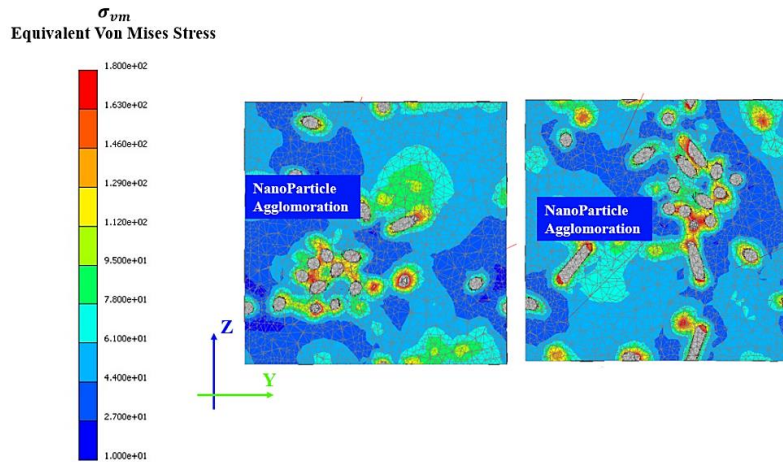 σvm
Equivalent Von Mises Stress
1.800e+02
1.630e+02
1.460e+02
1.290e+02
1.120e+02
9.500e+01
7.800e+01
6.100e+01
4.400e+01
2.700e+01
1.000e+01
NanoParticle
Agglomoration
NanoParticle
Agglomoration
Z
Y